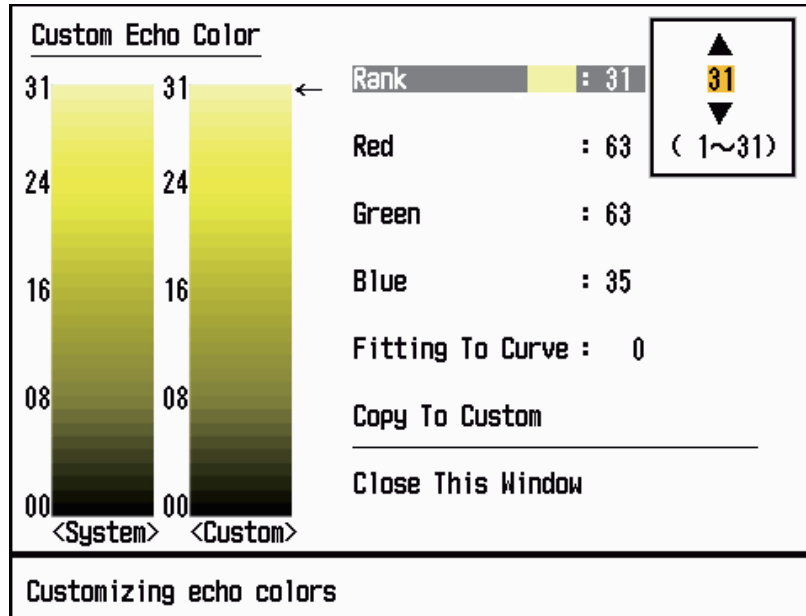 Custom Echo Color
31 31 ← Rank : 31
▲
31
▼
( 1～31)
Red : 63
24 24
Green : 63
16 16
Blue : 35
Fitting To Curve : 0
08 08
Copy To Custom
Close This Window
00 00
<System> <Custom>
Customizing echo colors